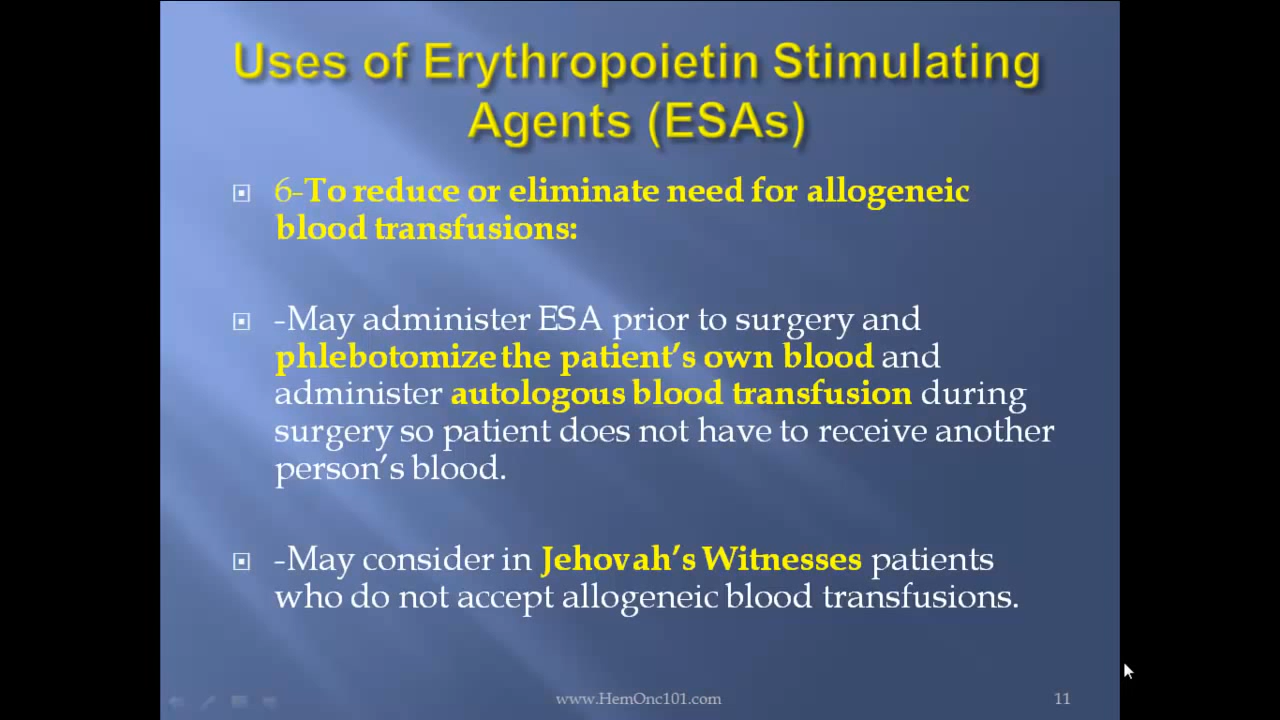 Uses of Erythropoietin Stimulating
Agents (ESAs)
6-To reduce or eliminate need for allogeneic
blood transfusions:
-May administer ESA prior to surgery and
phlebotomize the patient’s own blood and
administer autologous blood transfusion during
surgery so patient does not have to receive another
person’s blood.
-May consider in Jehovah’s Witnesses patients
who do not accept allogeneic blood transfusions.
www.HemOnc101.com
11